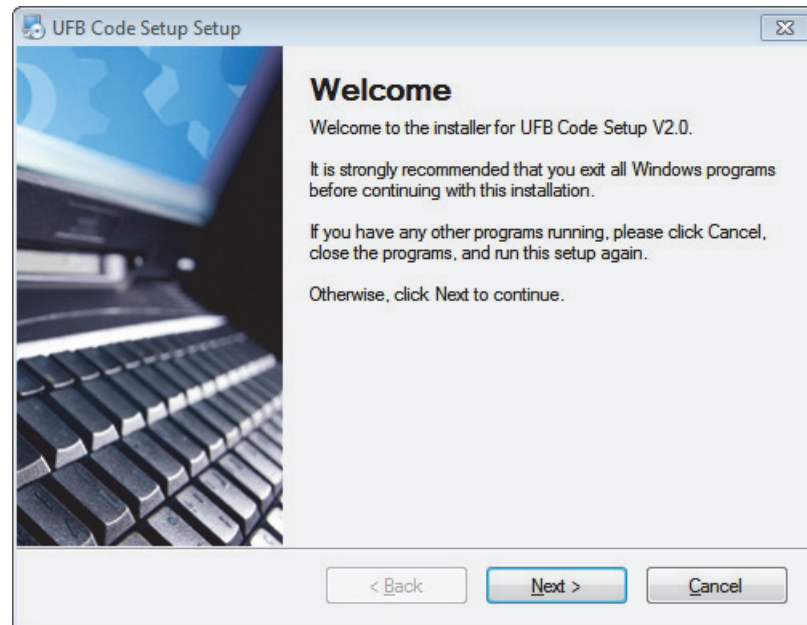 UFB Code Setup Setup
Welcome
Welcome to the installer for UFB Code Setup V2.0.
It is strongly recommended that you exit all Windows programs
before continuing with this installation.
If you have any other programs running, please click Cancel,
close the programs, and run this setup again.
Otherwise, click Next to continue.
< Back
Next >
Cancel